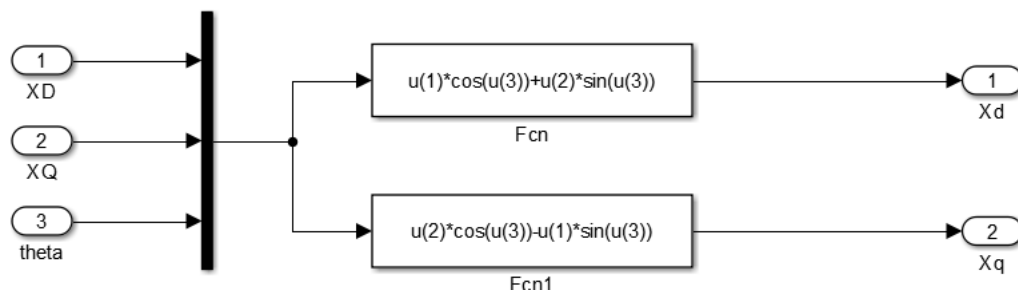 1
XD
2
XQ
3
theta
u(1)*cos(u(3))+u(2)*sin(u(3))
Fcn
u(2)*cos(u(3))-u(1)*sin(u(3))
Fcn1
1
Xd
2
Xq